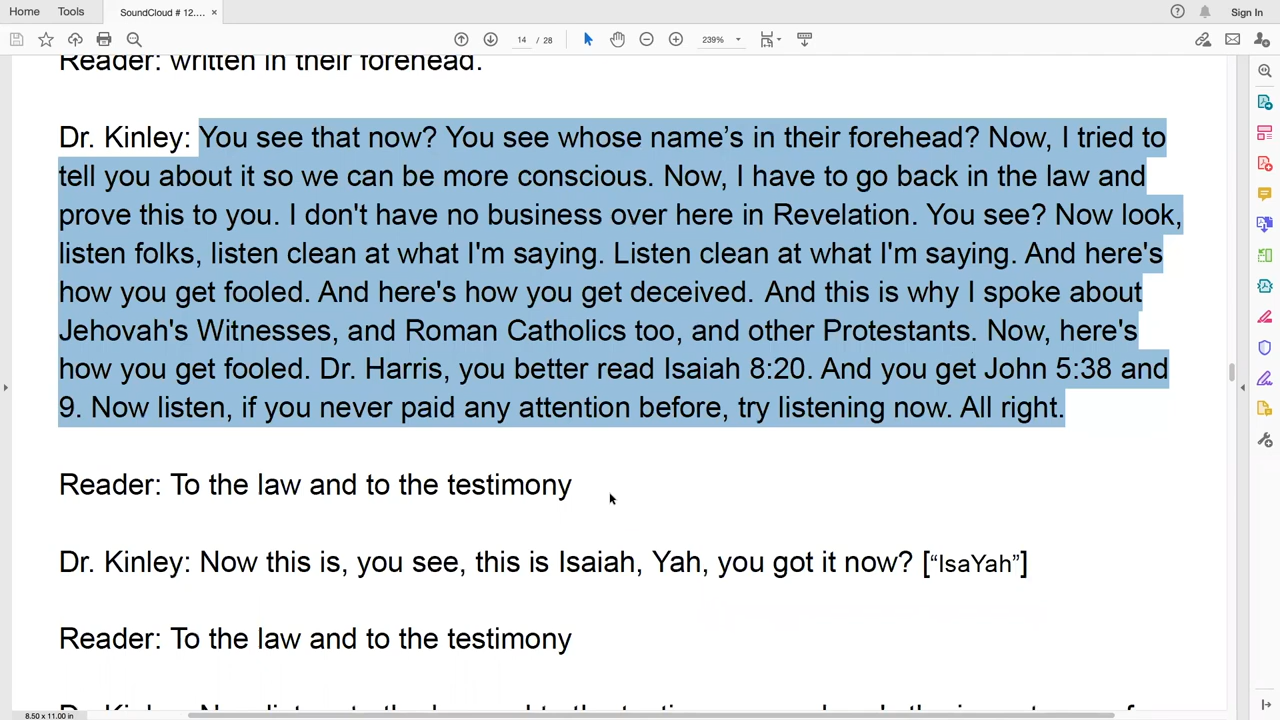 Home Tools SoundCloud # 12.... × Sign In
14 / 28 239%
Reader: written in their forehead.
Dr. Kinley: You see that now? You see whose name’s in their forehead? Now, I tried to
tell you about it so we can be more conscious. Now, I have to go back in the law and
prove this to you. I don't have no business over here in Revelation. You see? Now look,
listen folks, listen clean at what I'm saying. Listen clean at what I'm saying. And here's
how you get fooled. And here's how you get deceived. And this is why I spoke about
Jehovah's Witnesses, and Roman Catholics too, and other Protestants. Now, here's
how you get fooled. Dr. Harris, you better read Isaiah 8:20. And you get John 5:38 and
9. Now listen, if you never paid any attention before, try listening now. All right.
Reader: To the law and to the testimony
Dr. Kinley: Now this is, you see, this is Isaiah, Yah, you got it now? [“IsaYah”]
Reader: To the law and to the testimony
8.50 x 11.00 in